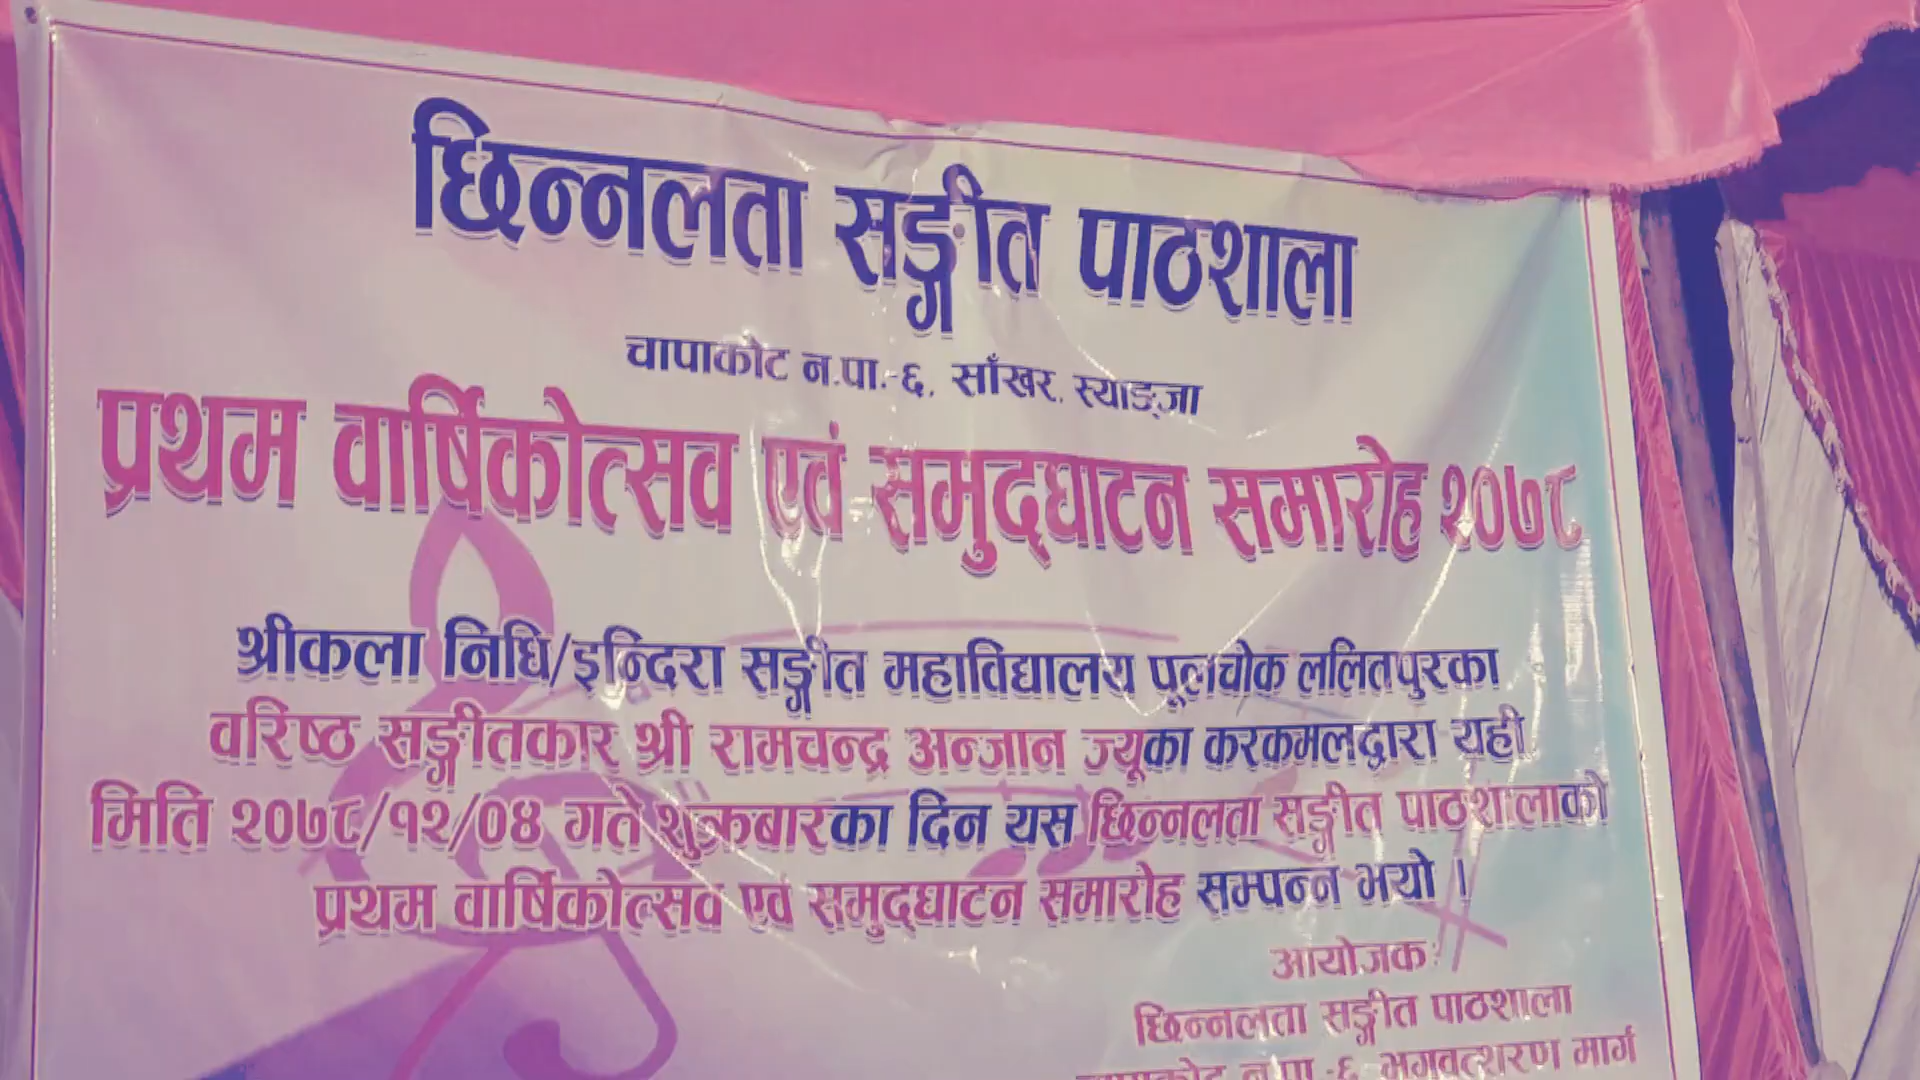 छिन्नलता सङ्गीत पाठशाला
चापाकोट न.पा.-६, साँखर, स्याङ्जा
प्रथम वार्षिकोत्सव एवं समुद्घाटन समारोह २०७८
श्रीकला निधि/इन्दिरा सङ्गीत महाविद्यालय पूलचोक ललितपुरका
वरिष्ठ सङ्गीतकार श्री रामचन्द्र अन्जान ज्यूका करकमलद्वारा यही
मिति २०७८/१२/०४ गते शुक्रबारका दिन यस छिन्नलता सङ्गीत पाठशालाको
प्रथम वार्षिकोत्सव एवं समुद्घाटन समारोह सम्पन्न भयो ।
आयोजक:
छिन्नलता सङ्गीत पाठशाला
चापाकोट न.पा.-६, भगवत्शरण मार्ग